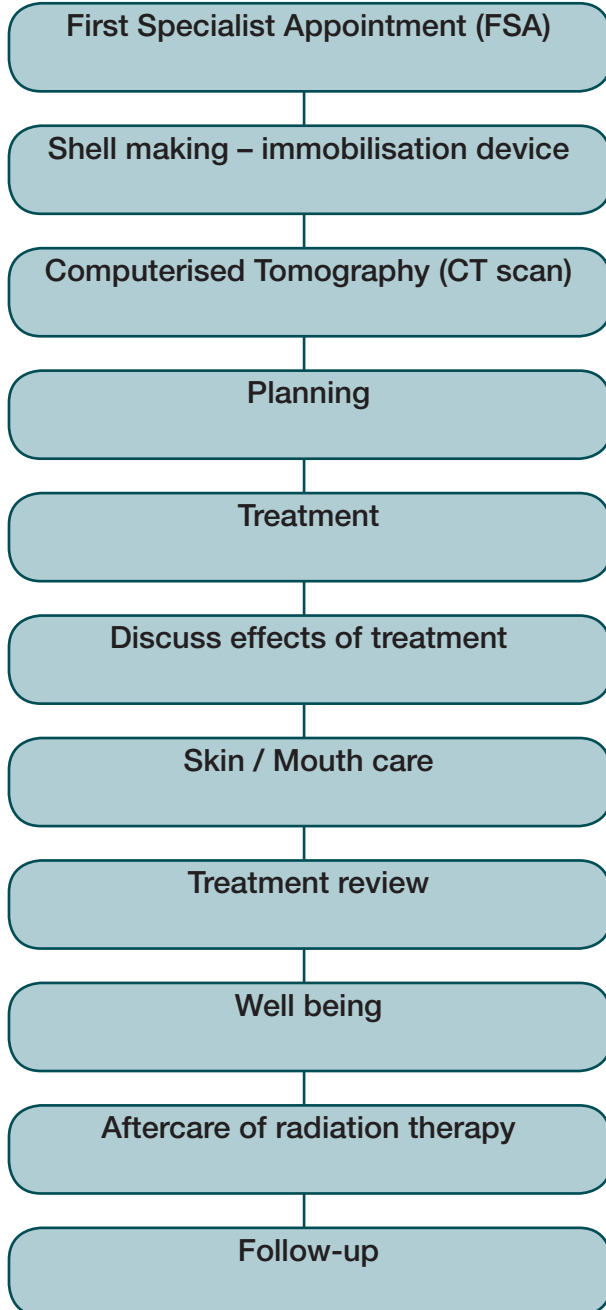 First Specialist Appointment (FSA)
Shell making – immobilisation device
Computerised Tomography (CT scan)
Planning
Treatment
Discuss effects of treatment
Skin / Mouth care
Treatment review
Well being
Aftercare of radiation therapy
Follow-up